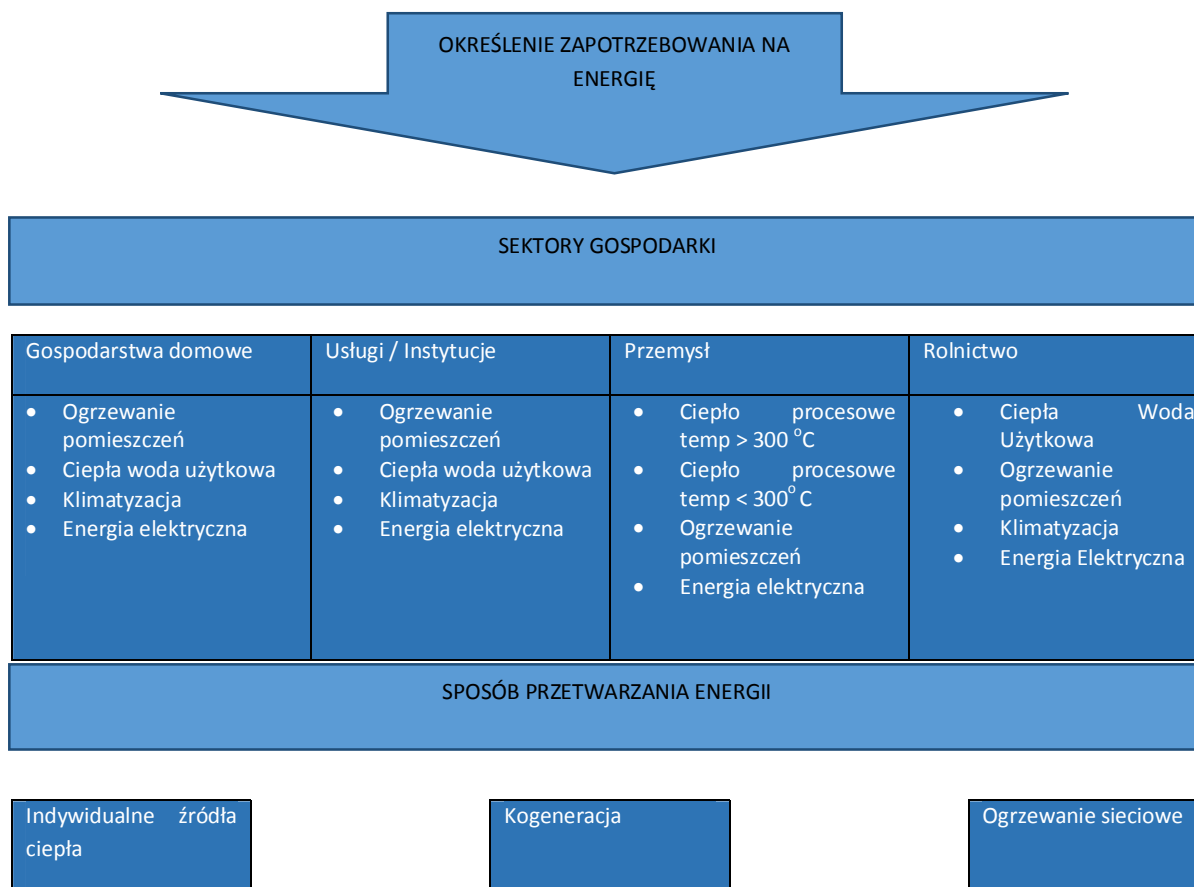 OKREŚLENIE ZAPOTRZEBOWANIA NA
ENERGIĘ
SEKTORY GOSPODARKI
Gospodarstwa domowe
• Ogrzewanie
pomieszczeń
• Ciepła woda użytkowa
• Klimatyzacja
• Energia elektryczna
Usługi / Instytucje
• Ogrzewanie
pomieszczeń
• Ciepła woda użytkowa
• Klimatyzacja
• Energia elektryczna
Przemysł
• Ciepło procesowe
temp > 300 °C
• Ciepło procesowe
temp < 300° C
• Ogrzewanie
pomieszczeń
• Energia elektryczna
Rolnictwo
• Ciepła Woda
Użytkowa
• Ogrzewanie
pomieszczeń
• Klimatyzacja
• Energia Elektryczna
SPOSÓB PRZETWARZANIA ENERGII
Indywidualne źródła
ciepła
Kogeneracja
Ogrzewanie sieciowe